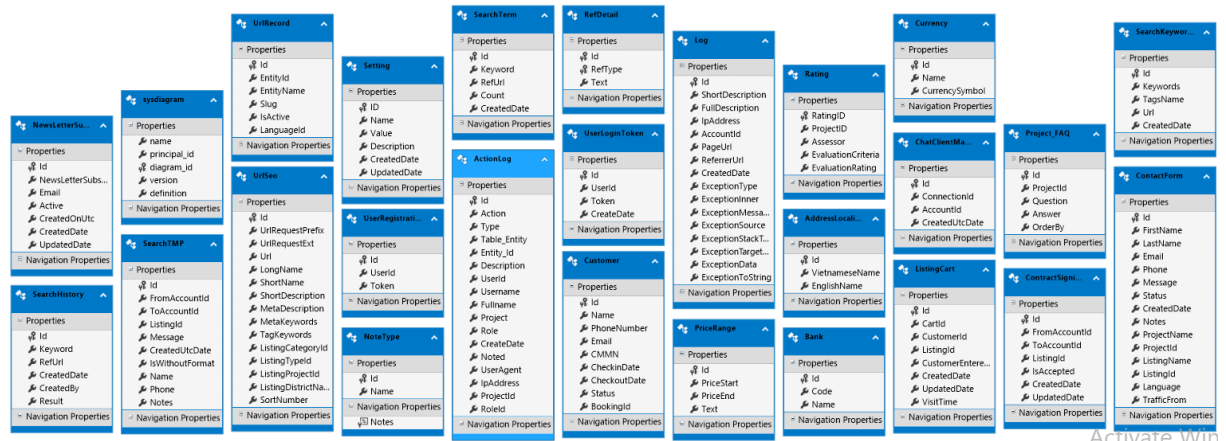 NewsLetterSu...
Properties
Id
NewsLetterSubs...
Email
Active
CreatedOnUtc
CreatedDate
UpdatedDate
Navigation Properties
SearchHistory
Properties
Id
Keyword
RefUrl
CreatedDate
CreatedBy
Result
Navigation Properties
sysdiagram
Properties
name
principal_id
diagram_id
version
definition
Navigation Properties
SearchTMP
Properties
Id
FromAccountId
ToAccountId
ListingId
Message
CreatedUtcDate
IsWithoutFormat
Name
Phone
Notes
Navigation Properties
UrlRecord
Properties
Id
EntityId
EntityName
Slug
IsActive
LanguageId
Navigation Properties
UrlSeo
Properties
Id
UrlRequestPrefix
UrlRequestExt
Url
LongName
ShortName
ShortDescription
MetaDescription
MetaKeywords
TagKeywords
ListingCategoryId
ListingTypeId
ListingProjectId
ListingDistrictNa...
SortNumber
Navigation Properties
Setting
Properties
ID
Name
Value
Description
CreatedDate
UpdatedDate
Navigation Properties
UserRegistrati...
Properties
Id
UserId
Token
Navigation Properties
NoteType
Properties
Id
Name
Navigation Properties
Notes
SearchTerm
Properties
Id
Keyword
RefUrl
Count
CreatedDate
Navigation Properties
ActionLog
Properties
Id
Action
Type
Table_Entity
Entity_Id
Description
UserId
Username
Fullname
Project
Role
CreateDate
Noted
UserAgent
IpAddress
ProjectId
RoleId
Navigation Properties
RefDetail
Properties
Id
RefType
Text
Navigation Properties
UserLoginToken
Properties
Id
UserId
Token
CreateDate
Navigation Properties
Customer
Properties
Id
Name
PhoneNumber
Email
CMMN
CheckinDate
CheckoutDate
Status
BookingId
Navigation Properties
Log
Properties
Id
ShortDescription
FullDescription
IpAddress
AccountId
PageUrl
ReferrerUrl
CreatedDate
ExceptionType
ExceptionInner
ExceptionMessa...
ExceptionSource
ExceptionStackT...
ExceptionTarget...
ExceptionData
ExceptionToString
Navigation Properties
PriceRange
Properties
Id
PriceStart
PriceEnd
Text
Navigation Properties
Rating
Properties
RatingID
ProjectID
Assessor
EvaluationCriteria
EvaluationRating
Navigation Properties
AddressLocali...
Properties
Id
VietnameseName
EnglishName
Navigation Properties
Bank
Properties
Id
Code
Name
Navigation Properties
Currency
Properties
Id
Name
CurrencySymbol
Navigation Properties
ChatClientMa...
Properties
Id
ConnectionId
AccountId
CreatedUtcDate
Navigation Properties
ListingCart
Properties
Id
CartId
CustomerId
ListingId
CustomerEntere...
CreatedDate
UpdatedDate
VisitTime
Navigation Properties
Project_FAQ
Properties
Id
ProjectId
Question
Answer
OrderBy
Navigation Properties
ContractSigni...
Properties
Id
FromAccountId
ToAccountId
ListingId
IsAccepted
CreatedDate
UpdatedDate
Navigation Properties
SearchKeywor...
Properties
Id
Keywords
TagsName
Url
CreatedDate
Navigation Properties
ContactForm
Properties
Id
FirstName
LastName
Email
Phone
Message
Status
CreatedDate
Notes
ProjectName
ProjectId
ListingName
ListingId
Language
TrafficFrom
Navigation Properties
Activate Win